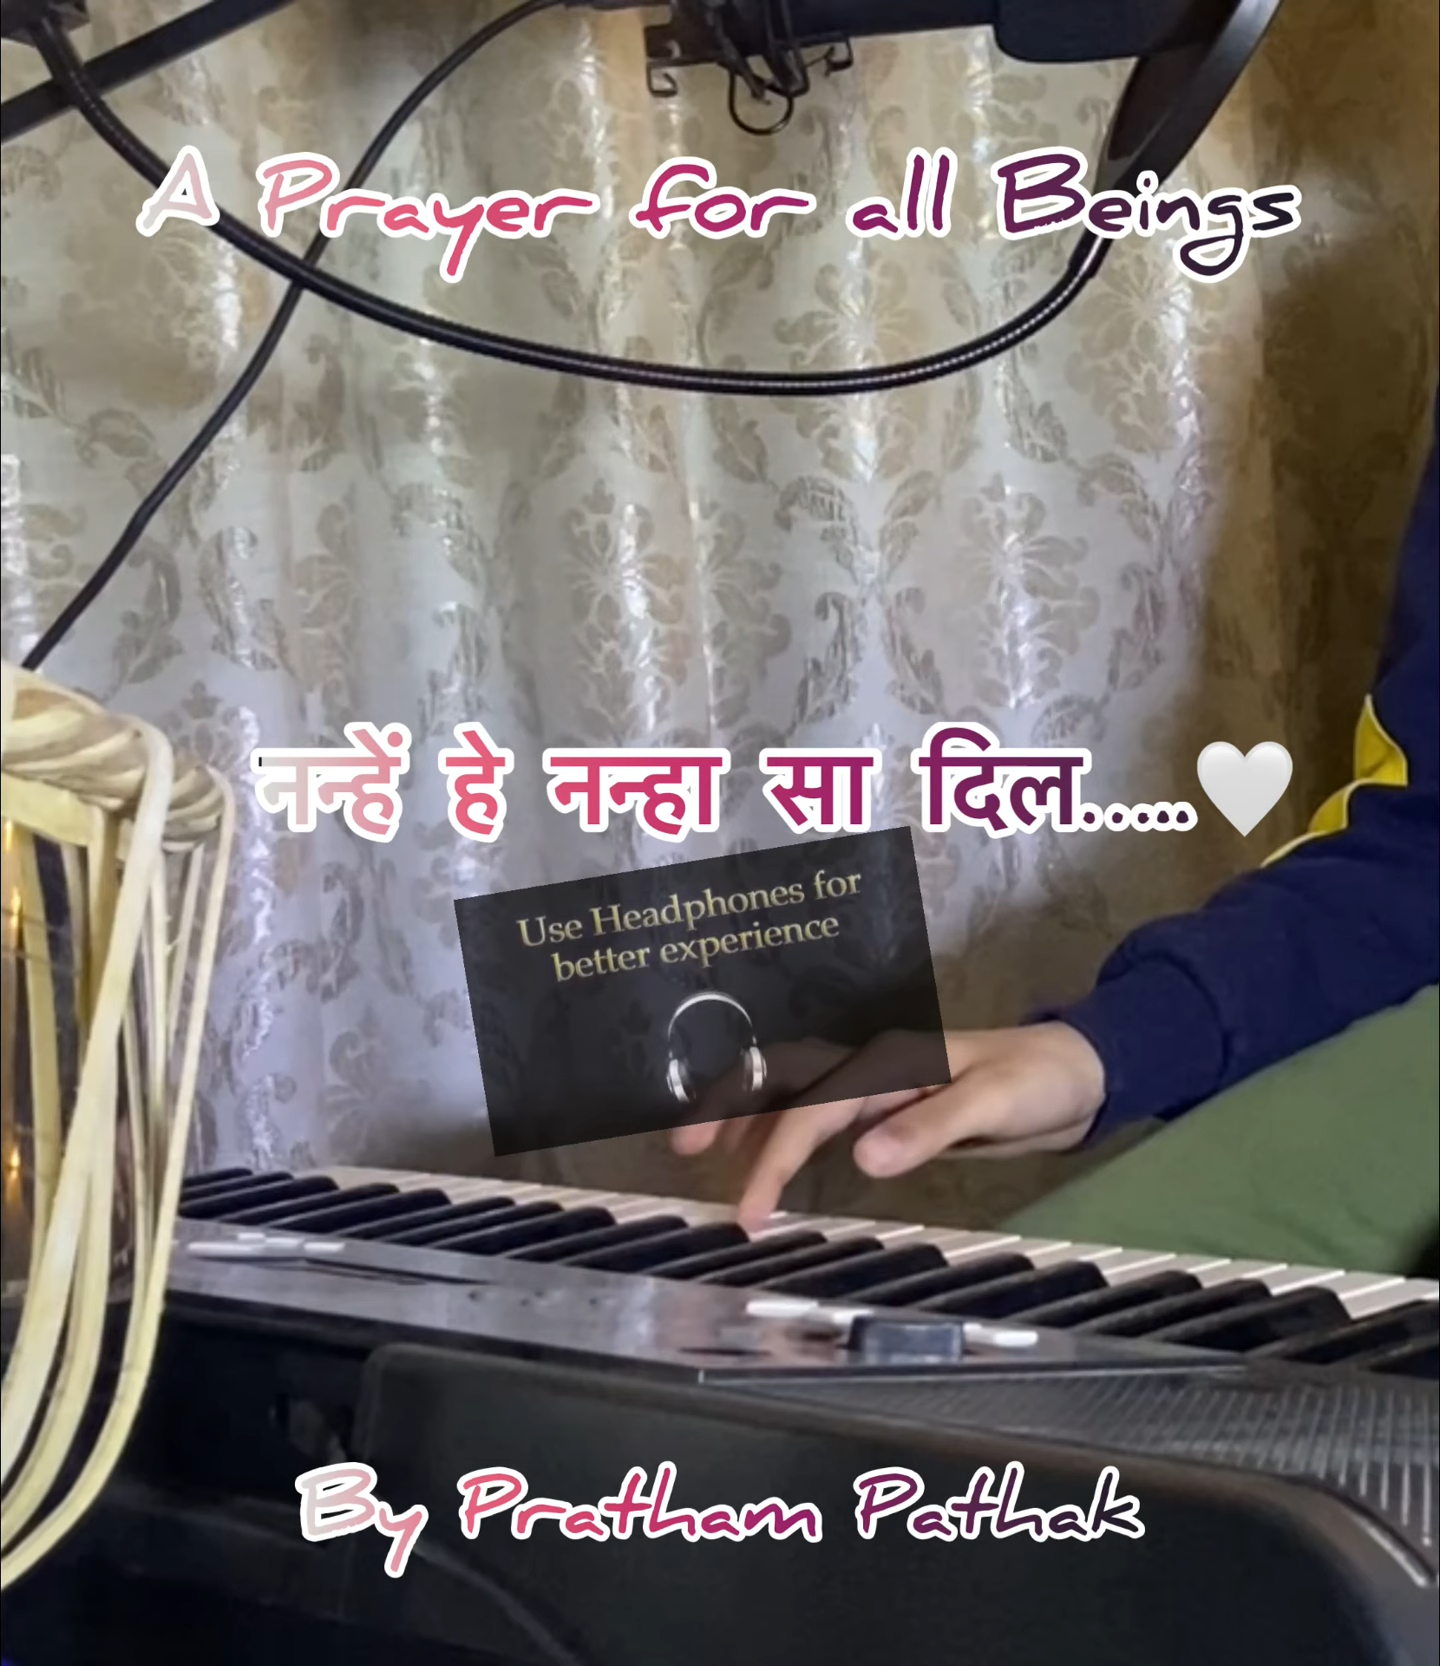 A Prayer for all Beings
नन्हें हे नन्हा सा दिल.....🤍
Use Headphones for
better experience
By Pratham Pathak